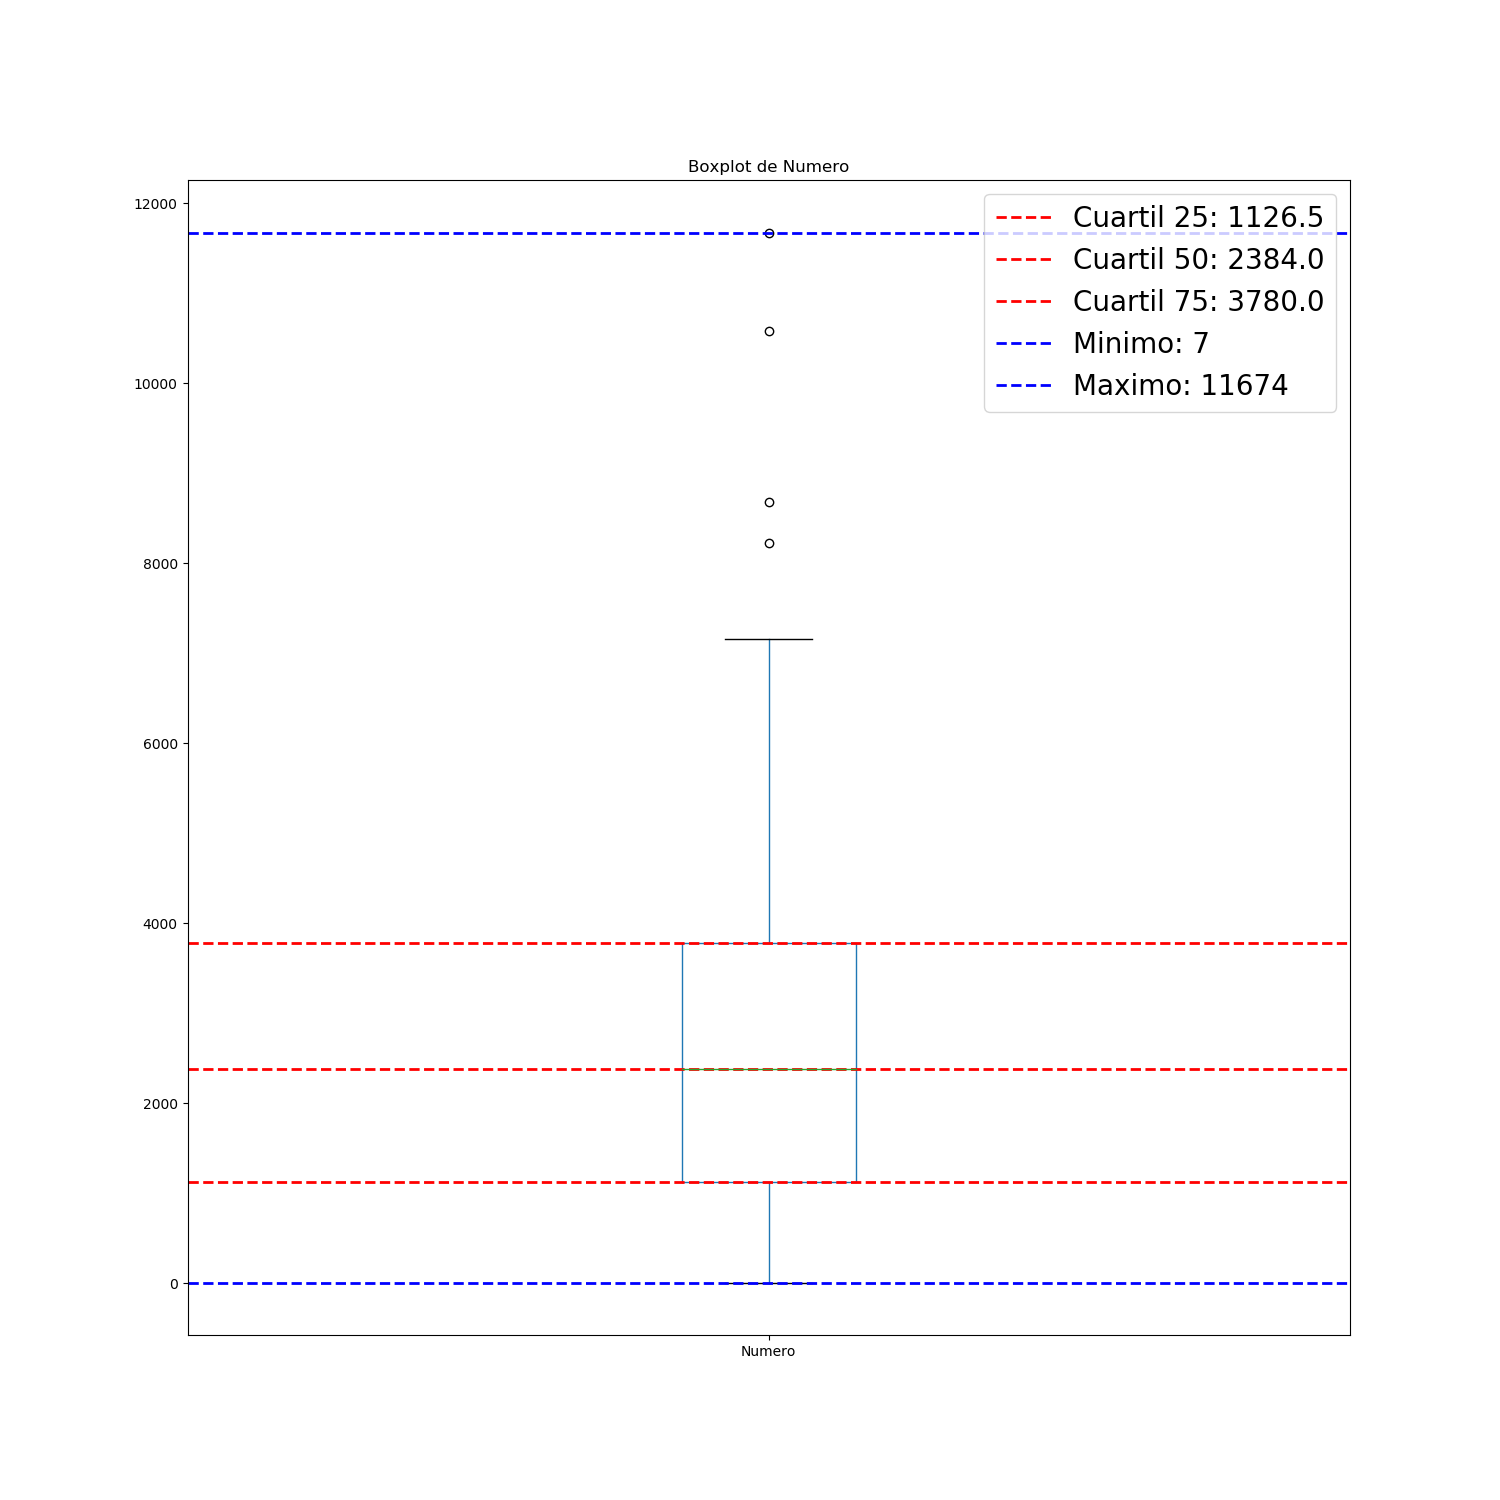 Boxplot de Numero
12000
10000
8000
6000
4000
2000
0
Cuartil 25: 1126.5
Cuartil 50: 2384.0
Cuartil 75: 3780.0
Minimo: 7
Maximo: 11674
Numero